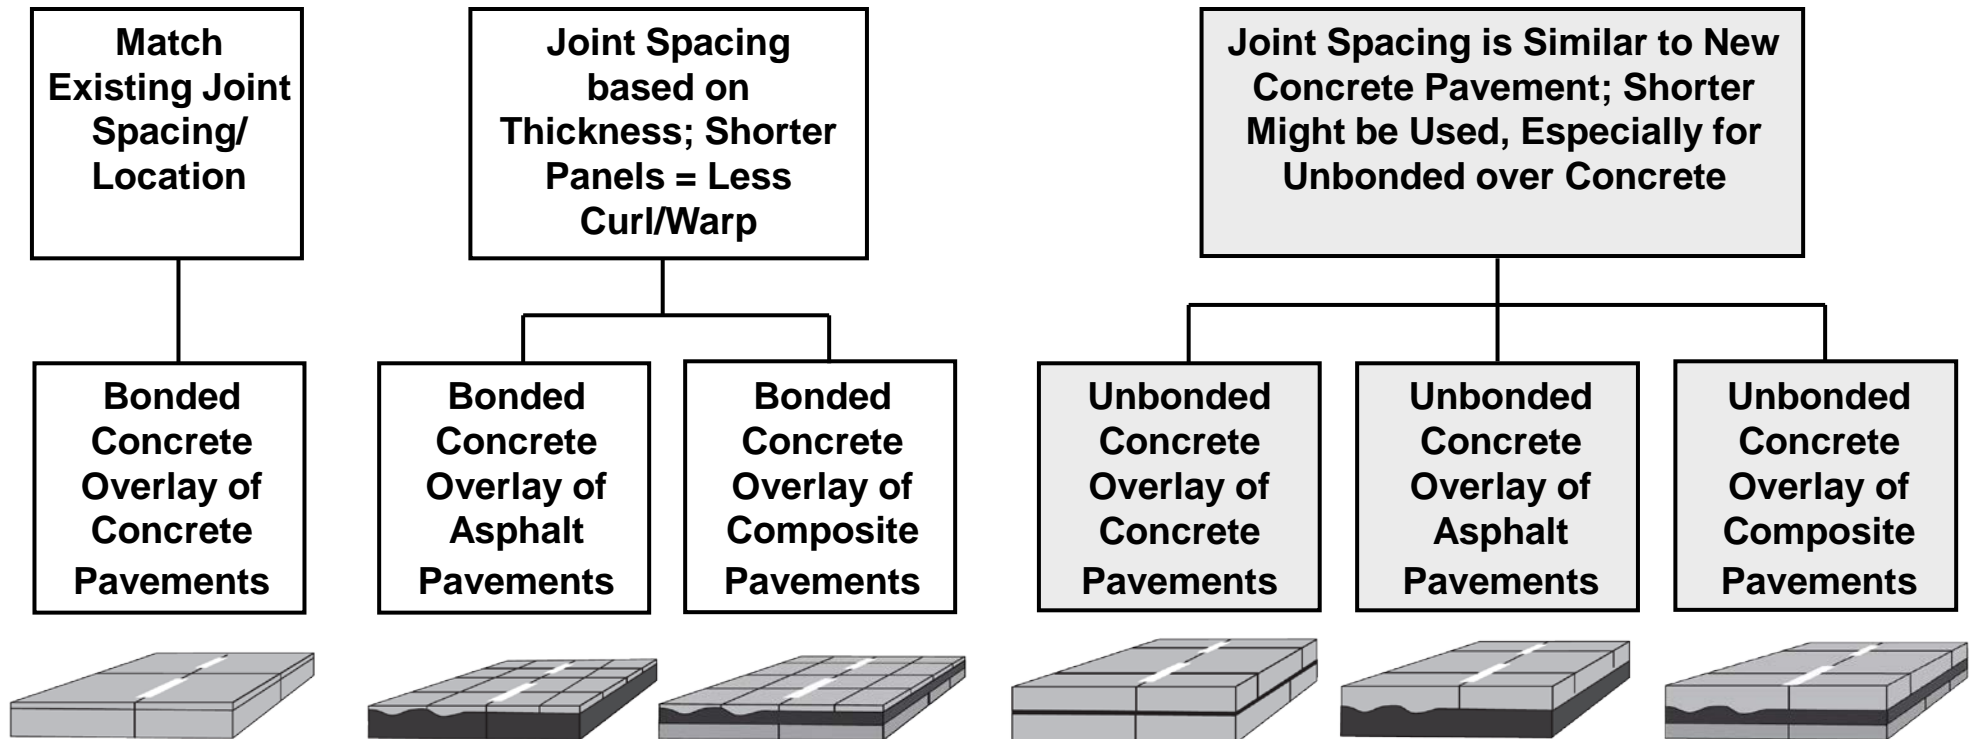 Match
Existing Joint
Spacing/
Location
Joint Spacing
based on
Thickness; Shorter
Panels = Less
Curl/Warp
Joint Spacing is Similar to New
Concrete Pavement; Shorter
Might be Used, Especially for
Unbonded over Concrete
Bonded
Concrete
Overlay of
Concrete
Pavements
Bonded
Concrete
Overlay of
Asphalt
Pavements
Bonded
Concrete
Overlay of
Composite
Pavements
Unbonded
Concrete
Overlay of
Concrete
Pavements
Unbonded
Concrete
Overlay of
Asphalt
Pavements
Unbonded
Concrete
Overlay of
Composite
Pavements